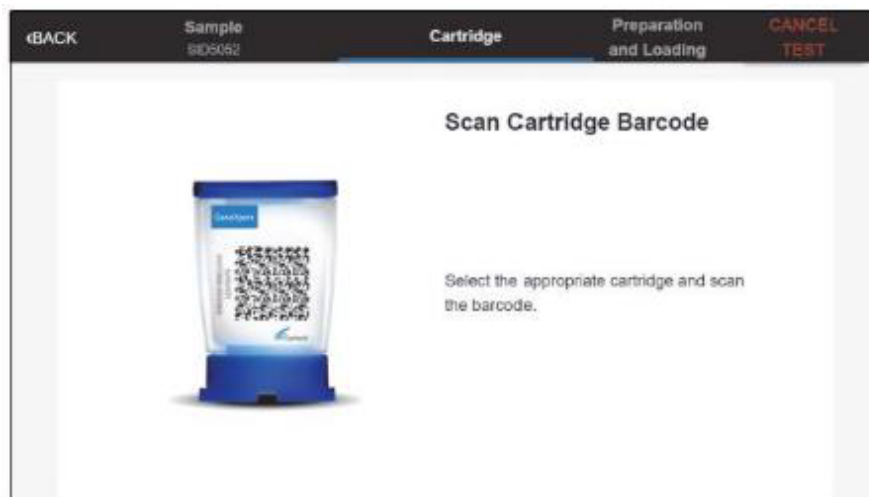 ‹BACK
Sample
SID5052
Cartridge
Preparation
and Loading
CANCEL
TEST
Scan Cartridge Barcode
GeneXpert
Select the appropriate cartridge and scan
the barcode.